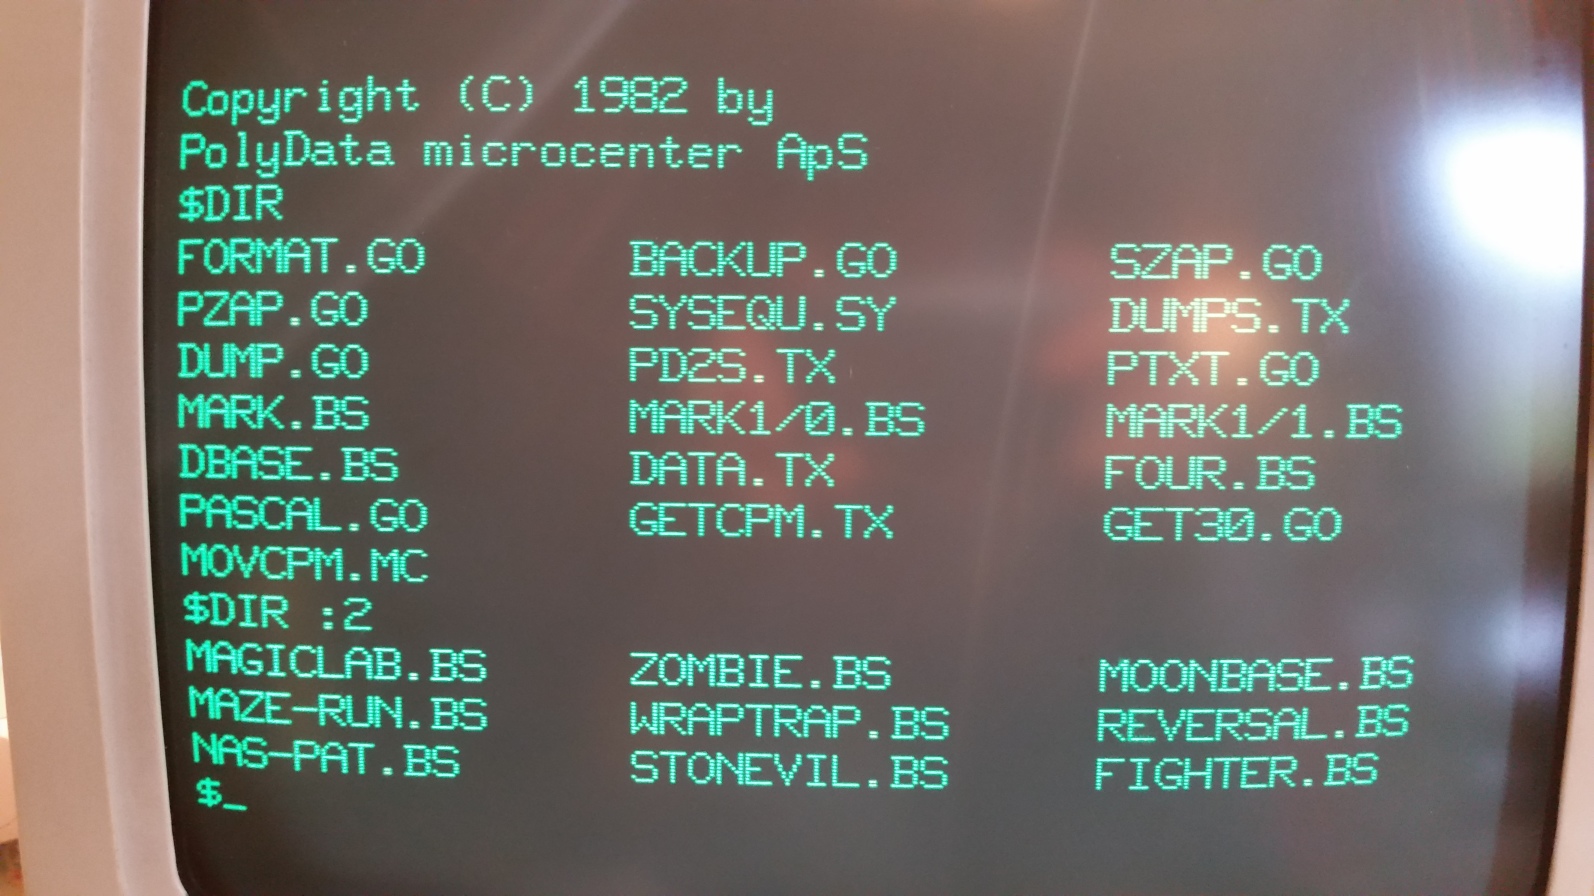 Copyright (C) 1982 by
PolyData microcenter ApS
$DIR
FORMAT.GO BACKUP.GO SZAP.GO
PZAP.GO SYSEQU.SY DUMPS.TX
DUMP.GO PD2S.TX PTXT.GO
MARK.BS MARK1/0.BS MARK1/1.BS
DBASE.BS DATA.TX FOUR.BS
PASCAL.GO GETCPM.TX GET30.GO
MOVCPM.MC
$DIR :2
MAGICLAB.BS ZOMBIE.BS MOONBASE.BS
MAZE-RUN.BS WRAPTRAP.BS REVERSAL.BS
NAS-PAT.BS STONEVIL.BS FIGHTER.BS
$_